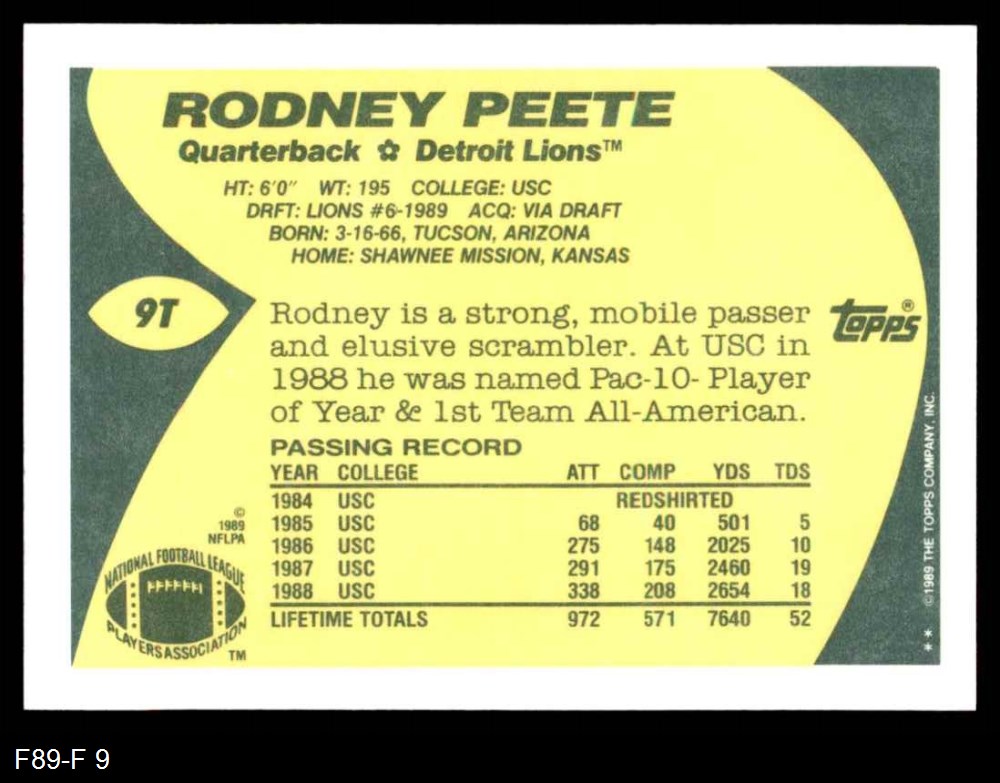 RODNEY PEETE
Quarterback ✿ Detroit Lions™
HT: 6'0" WT: 195 COLLEGE: USC
DRFT: LIONS #6-1989 ACQ: VIA DRAFT
BORN: 3-16-66, TUCSON, ARIZONA
HOME: SHAWNEE MISSION, KANSAS
9T
Rodney is a strong, mobile passer
and elusive scrambler. At USC in
1988 he was named Pac-10- Player
of Year & 1st Team All-American.
topps®
PASSING RECORD
YEAR COLLEGE ATT COMP YDS TDS
1984 USC REDSHIRTED
1985 USC 68 40 501 5
1986 USC 275 148 2025 10
1987 USC 291 175 2460 19
1988 USC 338 208 2654 18
LIFETIME TOTALS 972 571 7640 52
©
1989
NFLPA
NATIONAL FOOTBALL LEAGUE
PLAYERS ASSOCIATION
TM
©1989 THE TOPPS COMPANY, INC.
**
F89-F 9